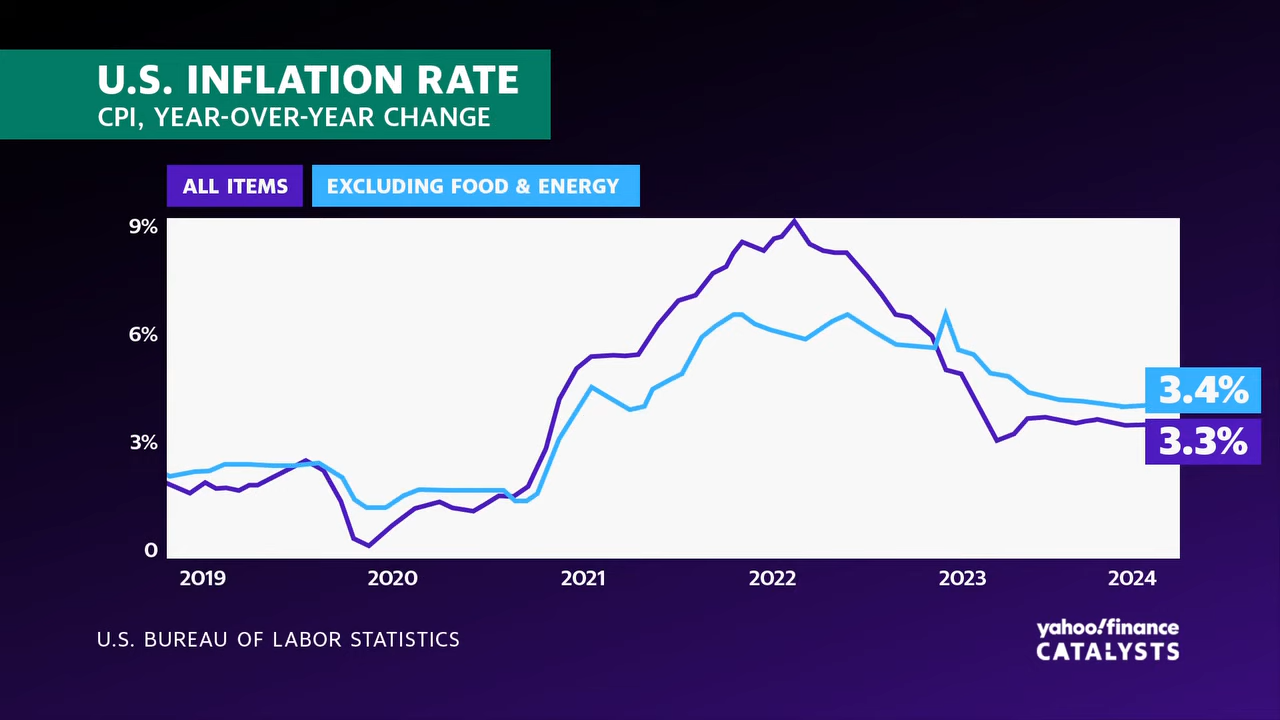 U.S. INFLATION RATE
CPI, YEAR-OVER-YEAR CHANGE
ALL ITEMS
EXCLUDING FOOD & ENERGY
9%
6%
3%
0
3.4%
3.3%
2019
2020
2021
2022
2023
2024
U.S. BUREAU OF LABOR STATISTICS
yahoo!finance
CATALYSTS